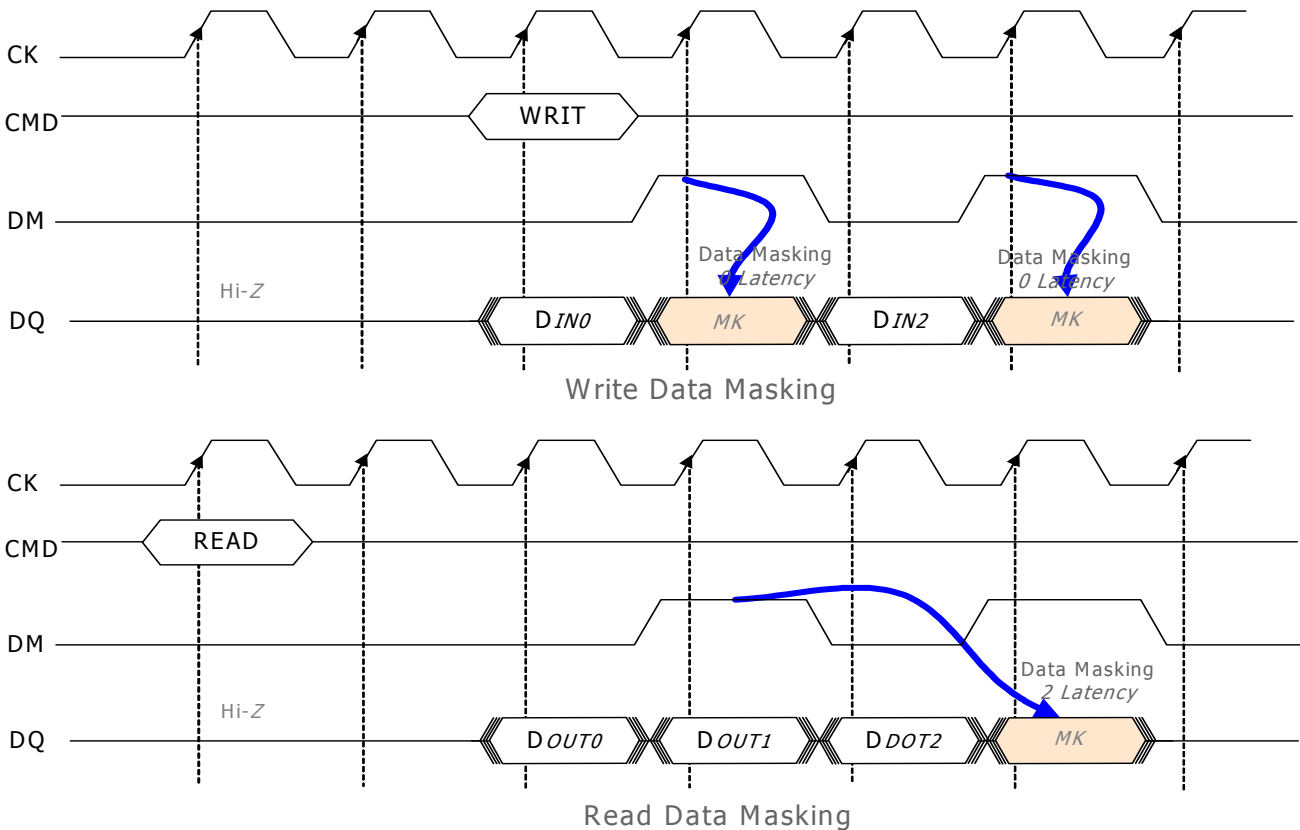 CK
CMD
WRIT
DM
Data Masking
0 Latency
Data Masking
0 Latency
Hi-Z
DQ
DIN0
MK
DIN2
MK
Write Data Masking
CK
CMD
READ
DM
Data Masking
2 Latency
Hi-Z
DQ
DOUT0
DOUT1
DDOT2
MK
Read Data Masking